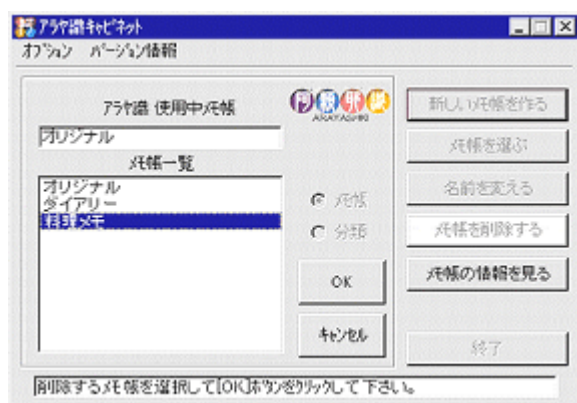 アラヤ識キャビネット
オプション バージョン情報
アラヤ識 使用中メモ帳
阿頼耶識
ARAYASHIKI
オリジナル
メモ帳一覧
オリジナル
ダイアリー
料理メモ
メモ帳
分類
OK
キャンセル
新しいメモ帳を作る
メモ帳を選ぶ
名前を変える
メモ帳を削除する
メモ帳の情報を見る
終了
削除するメモ帳を選択して[OK]ボタンをクリックして下さい。